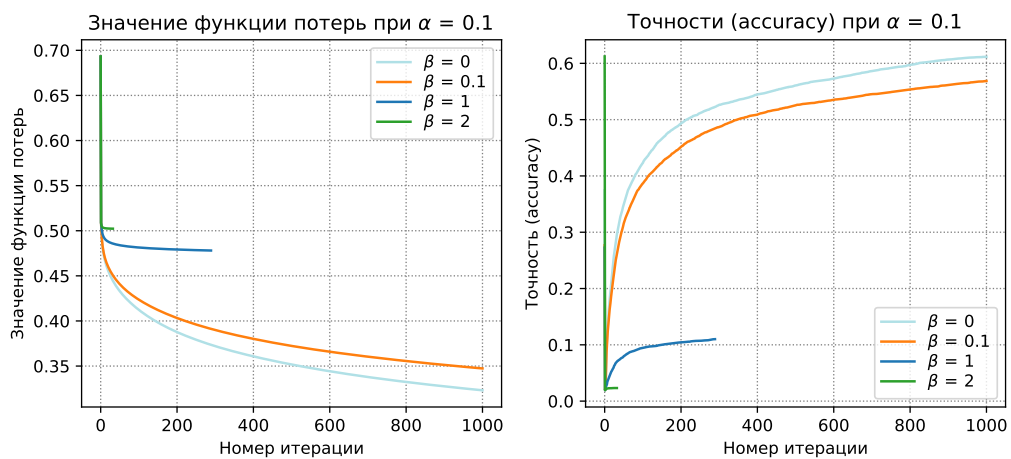 Значение функции потерь при α = 0.1
Значение функции потерь
0.70
0.65
0.60
0.55
0.50
0.45
0.40
0.35
β = 0
β = 0.1
β = 1
β = 2
0 200 400 600 800 1000
Номер итерации
Точности (accuracy) при α = 0.1
Точность (accuracy)
0.6
0.5
0.4
0.3
0.2
0.1
0.0
β = 0
β = 0.1
β = 1
β = 2
0 200 400 600 800 1000
Номер итерации